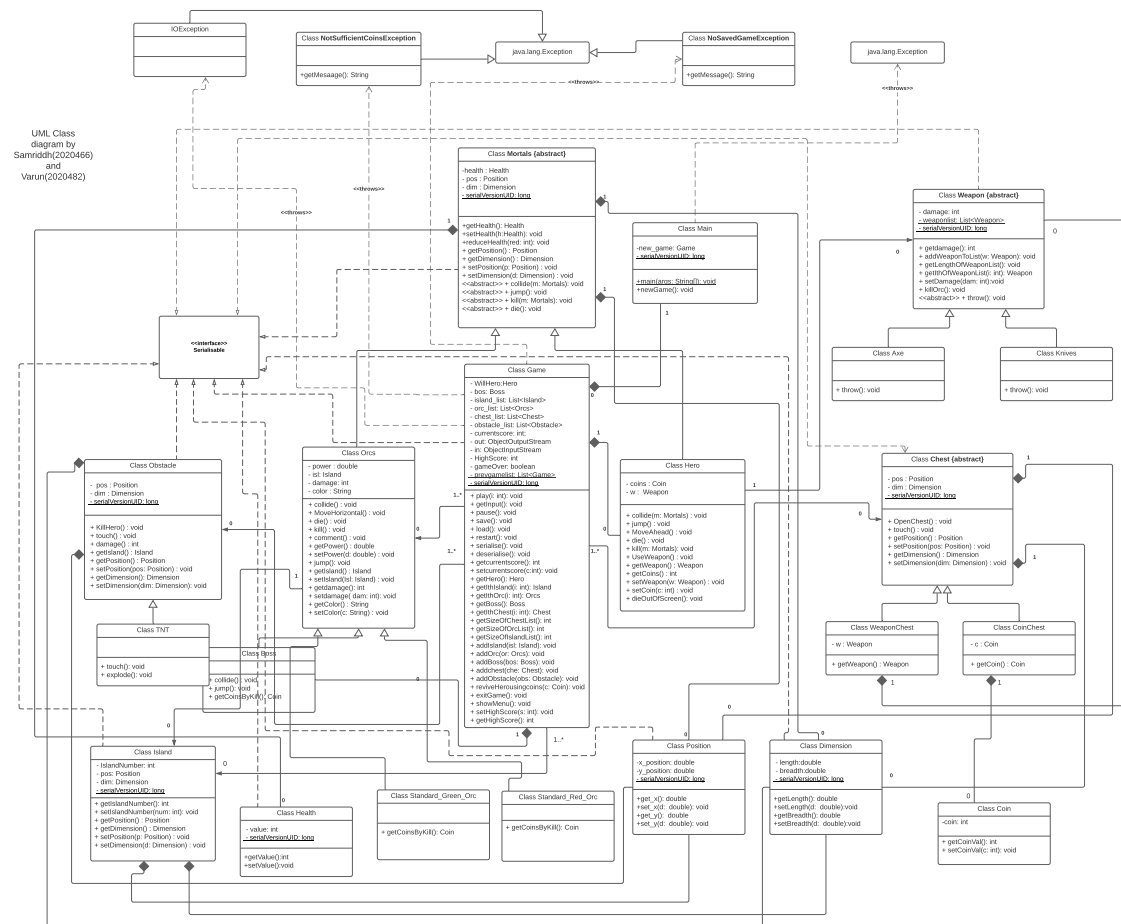 IOException
Class NotSufficientCoinsException
+getMesaage(): String
java.lang.Exception
Class NoSavedGameException
+getMessage(): String
java.lang.Exception
<<throws>>
<<throws>>
<<throws>>
<<throws>>
UML Class
diagram by
Samriddh(2020466)
and
Varun(2020482)
Class Mortals {abstract}
-health : Health
- pos : Position
- dim : Dimension
- serialVersionUID: long
+getHealth(): Health
+setHealth(h:Health): void
+reduceHealth(red: int): void
+ getPosition() : Position
+ getDimension() : Dimension
+ setPosition(p: Position) : void
+ setDimension(d: Dimension) : void
<<abstract>> + collide(m: Mortals): void
<<abstract>> + jump(): void
<<abstract>> + kill(m: Mortals): void
<<abstract>> + die(): void
Class Main
-new_game: Game
- serialVersionUID: long
+main(args: String[]): void
+newGame(): void
Class Weapon {abstract}
- damage: int
- weaponlist: List<Weapon>
- serialVersionUID: long
+ getdamage(): int
+ addWeaponToList(w: Weapon): void
+ getLengthOfWeaponList(): void
+ getIthOfWeaponList(i: int): Weapon
+ setDamage(dam: int):void
+ killOrc(): void
<<abstract>> + throw(): void
Class Axe
+ throw(): void
Class Knives
+ throw(): void
<<interface>>
Serialisable
Class Game
- WillHero:Hero
- bos: Boss
- island_list: List<Island>
- orc_list: List<Orcs>
- chest_list: List<Chest>
- obstacle_list: List<Obstacle>
- currentscore: int;
- out: ObjectOutputStream
- in: ObjectInputStream
- HighScore: int
- gameOver: boolean
- prevgamelist: List<Game>
- serialVersionUID: long
+ play(i: int): void
+ getInput(): void
+ pause(): void
+ save(): void
+ load(): void
+ restart(): void
+ serialise(): void
+ deserialise(): void
+ getcurrentscore(): int
+ setcurrentscore(c:int): void
+ getHero(): Hero
+ getIthIsland(i: int): Island
+ getIthOrc(i: int): Orcs
+ getBoss(): Boss
+ getIthChest(i: int): Chest
+ getSizeOfChestList(): int
+ getSizeOfOrcList(): int
+ getSizeOfIslandList(): int
+ addIsland(isl: Island): void
+ addOrc(or: Orcs): void
+ addBoss(bos: Boss): void
+ addchest(che: Chest): void
+ addObstacle(obs: Obstacle): void
+ reviveHerousingcoins(c: Coin): void
+ exitGame(): void
+ showMenu(): void
+ setHighScore(s: int): void
+ getHighScore(): int
Class Orcs
- power : double
- isl: Island
- damage: int
- color : String
+ collide() : void
+ MoveHorizontal() : void
+ die() : void
+ kill() : void
+ comment() : void
+ getPower() : double
+ setPower(d: double) : void
+ jump(): void
+ getIsland() : Island
+ setIsland(Isl: Island) : void
+ getdamage(): int
+ setdamage( dam: int): void
+ getColor() : String
+ setColor(c: String) : void
Class Obstacle
- pos : Position
- dim : Dimension
- serialVersionUID: long
+ KillHero() : void
+ touch(): void
+ damage(): int
+ getIsland() : Island
+ getPosition() : Position
+ setPosition(pos: Position): void
+ getDimension(): Dimension
+ setDimension(dim: Dimension): void
Class Hero
- coins : Coin
- w : Weapon
+ collide(m: Mortals) : void
+ jump() : void
+ MoveAhead() : void
+ die() : void
+ kill(m: Mortals): void
+ UseWeapon() : void
+ getWeapon() : Weapon
+ getCoins() : int
+ setWeapon(w: Weapon) : void
+ setCoin(c: int) : void
+ dieOutOfScreen() : void
Class Chest {abstract}
- pos : Position
- dim : Dimension
- serialVersionUID: long
+ OpenChest() : void
+ touch(): void
+ getPosition() : Position
+ setPosition(pos: Position): void
+ getDimension() : Dimension
+ setDimension(dim: Dimension): void
Class TNT
+ touch(): void
+ explode(): void
Class Boss
+ collide() : void
+ jump() : void
+ getCoinsByKill(): Coin
Class WeaponChest
- w : Weapon
+ getWeapon() : Weapon
Class CoinChest
- c : Coin
+ getCoin() : Coin
Class Island
- IslandNumber: int
- pos: Position
- dim: Dimension
- serialVersionUID: long
+ getIslandNumber(): int
+ setIslandNumber(num: int): void
+ getPosition() : Position
+ getDimension() : Dimension
+ setPosition(p: Position) : void
+ setDimension(d: Dimension) : void
Class Health
- value: int
- serialVersionUID: long
+getValue():int
+setValue():void
Class Standard_Green_Orc
+ getCoinsByKill(): Coin
Class Standard_Red_Orc
+ getCoinsByKill(): Coin
Class Position
-x_position: double
-y_position: double
- serialVersionUID: long
+get_x(): double
+set_x(d: double): void
+get_y(): double
+set_y(d: double): void
Class Dimension
- length:double
- breadth:double
- serialVersionUID: long
+getLength(): double
+setLength(d: double):void
+getBreadth(): double
+setBreadth(d: double):void
Class Coin
-coin: int
+ getCoinVal(): int
+ setCoinVal(c: int): void